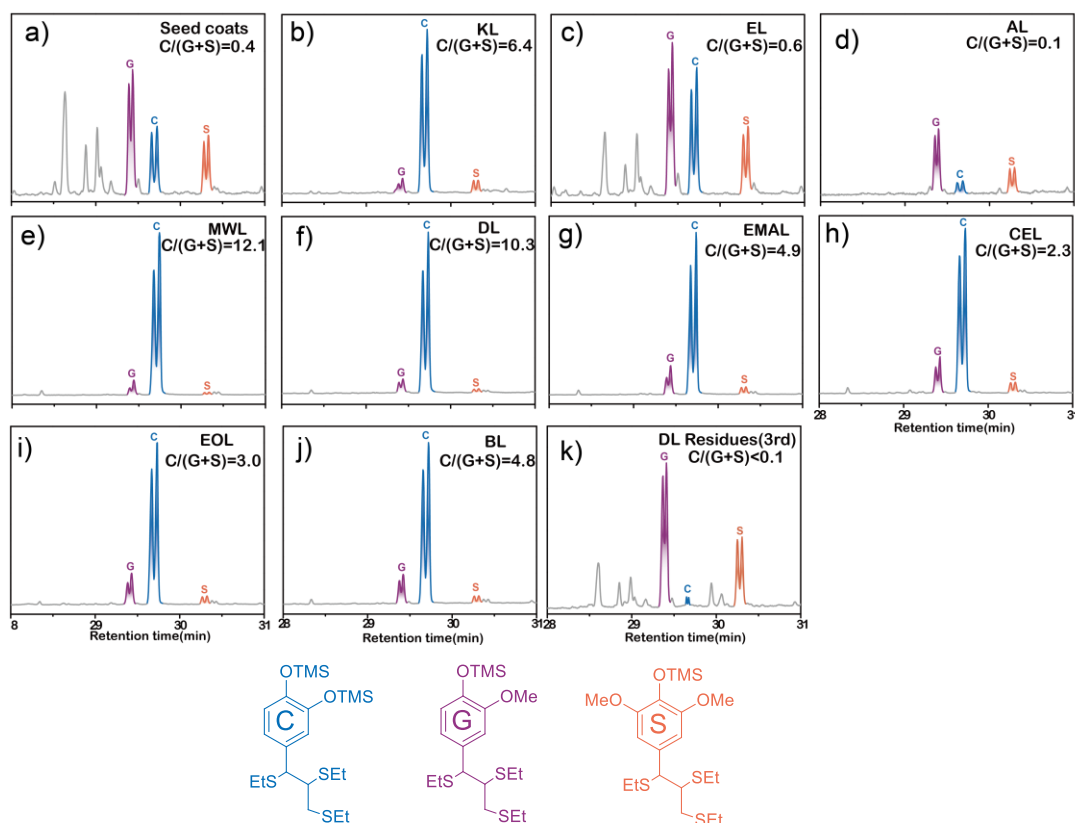 a)
Seed coats
C/(G+S)=0.4
G
C
S
b)
KL
C/(G+S)=6.4
G
C
S
c)
EL
C/(G+S)=0.6
G
C
S
d)
AL
C/(G+S)=0.1
G
C
S
e)
MWL
C/(G+S)=12.1
G
C
S
f)
DL
C/(G+S)=10.3
G
C
S
g)
EMAL
C/(G+S)=4.9
G
C
S
h)
CEL
C/(G+S)=2.3
G
C
S
28 29 30 31
Retention time(min)
i)
EOL
C/(G+S)=3.0
G
C
S
8 29 30 31
Retention time(min)
j)
BL
C/(G+S)=4.8
G
C
S
28 29 30 31
Retention time(min)
k)
DL Residues(3rd)
C/(G+S)<0.1
G
C
S
28 29 30 31
Retention time(min)
OTMS
OTMS
C
EtS
SEt
SEt
OTMS
OMe
G
EtS
SEt
SEt
OTMS
MeO
OMe
S
EtS
SEt
SEt